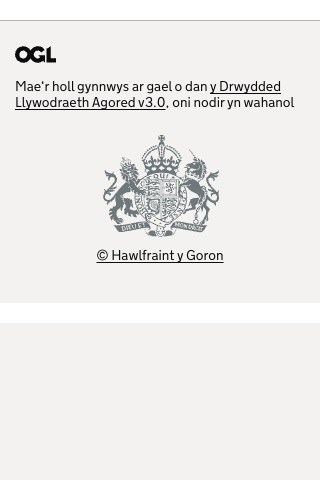 OGL
Mae'r holl gynnwys ar gael o dan y Drwydded
Llywodraeth Agored v3.0, oni nodir yn wahanol
DIEU ET MON DROIT
© Hawlfraint y Goron